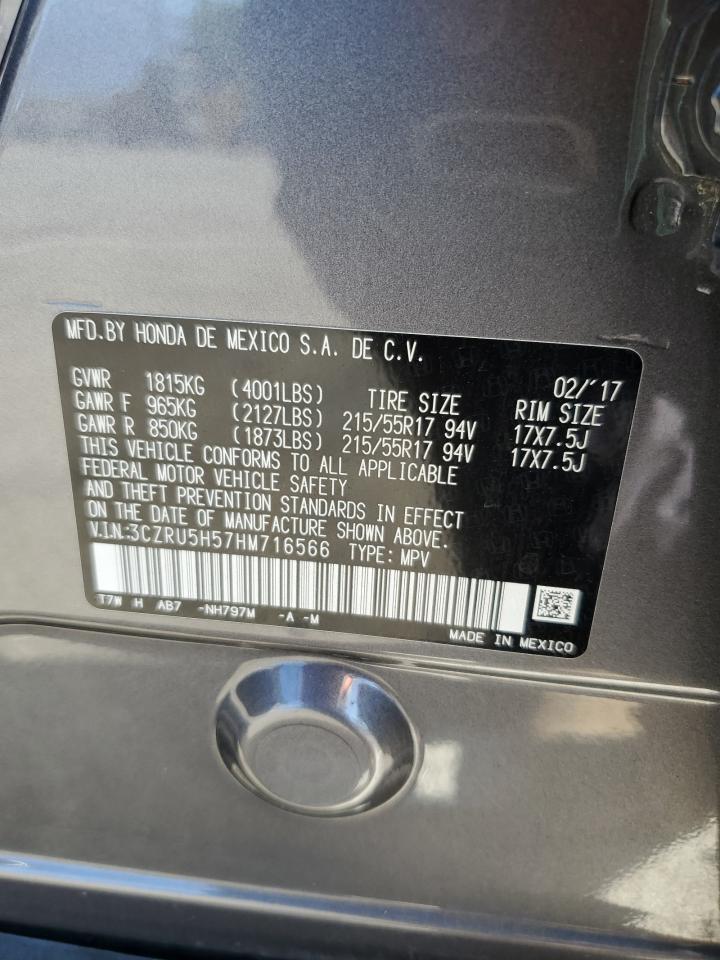 MFD.BY HONDA DE MEXICO S.A. DE C.V.
02/'17
GVWR 1815KG (4001LBS) TIRE SIZE RIM SIZE
GAWR F 965KG (2127LBS) 215/55R17 94V 17X7.5J
GAWR R 850KG (1873LBS) 215/55R17 94V 17X7.5J
THIS VEHICLE CONFORMS TO ALL APPLICABLE
FEDERAL MOTOR VEHICLE SAFETY
AND THEFT PREVENTION STANDARDS IN EFFECT
ON THE DATE OF MANUFACTURE SHOWN ABOVE.
V.I.N:3CZRU5H57HM716566 TYPE: MPV
T7W H AB7 -NH797M -A -M
MADE IN MEXICO